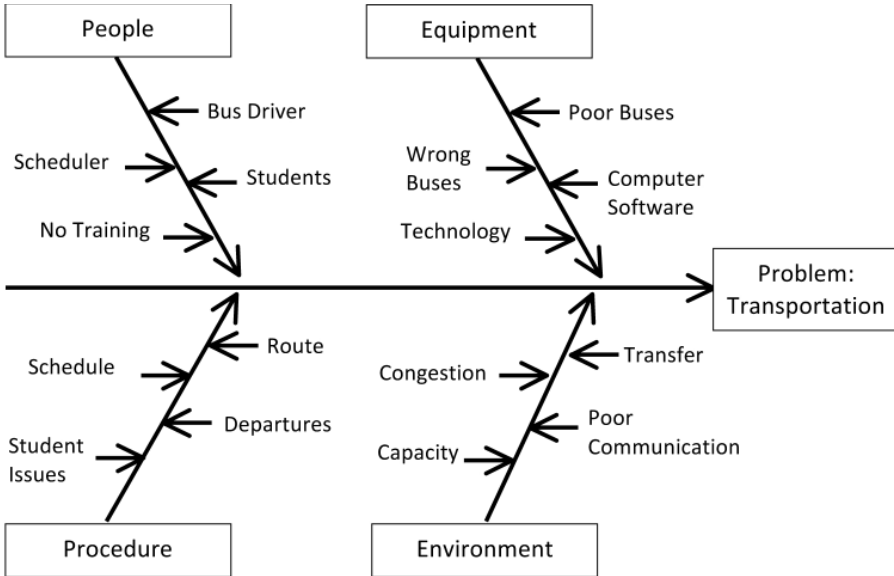 People
Equipment
Bus Driver
Poor Buses
Scheduler
Students
Wrong
Buses
Computer
Software
No Training
Technology
Problem:
Transportation
Route
Transfer
Schedule
Congestion
Departures
Poor
Communication
Student
Issues
Capacity
Procedure
Environment